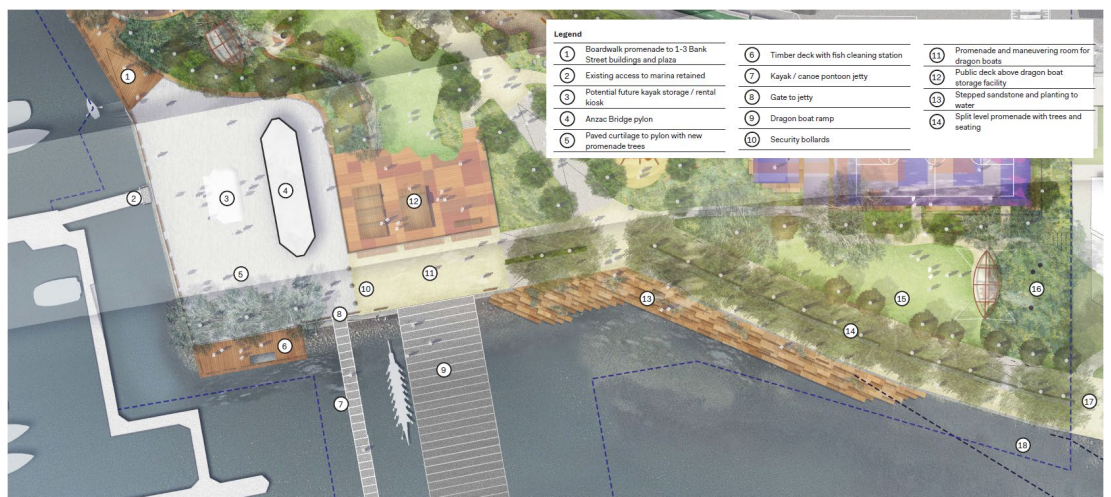 Legend
1 Boardwalk promenade to 1-3 Bank
Street buildings and plaza
2 Existing access to marina retained
3 Potential future kayak storage / rental
kiosk
4 Anzac Bridge pylon
5 Paved curtilage to pylon with new
promenade trees
6 Timber deck with fish cleaning station
7 Kayak / canoe pontoon jetty
8 Gate to jetty
9 Dragon boat ramp
10 Security bollards
11 Promenade and maneuvering room for
dragon boats
12 Public deck above dragon boat
storage facility
13 Stepped sandstone and planting to
water
14 Split level promenade with trees and
seating
1
2
3
4
12
5
10
11
8
6
13
15
16
14
9
7
17
18